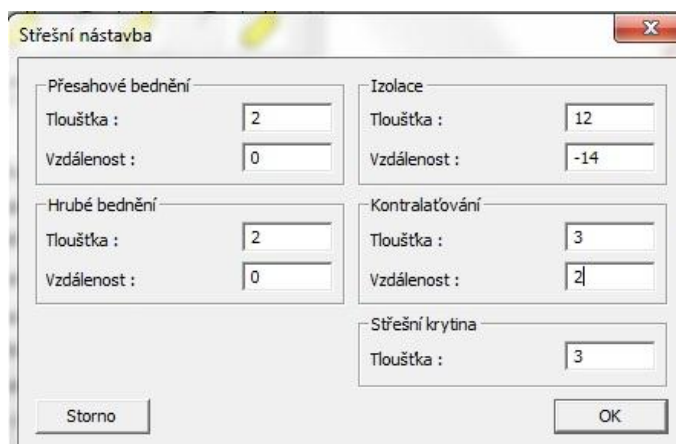 Střešní nástavba
Přesahové bednění
Tloušťka : 2
Vzdálenost : 0
Izolace
Tloušťka : 12
Vzdálenost : -14
Hrubé bednění
Tloušťka : 2
Vzdálenost : 0
Kontralaťování
Tloušťka : 3
Vzdálenost : 2
Střešní krytina
Tloušťka : 3
Storno
OK